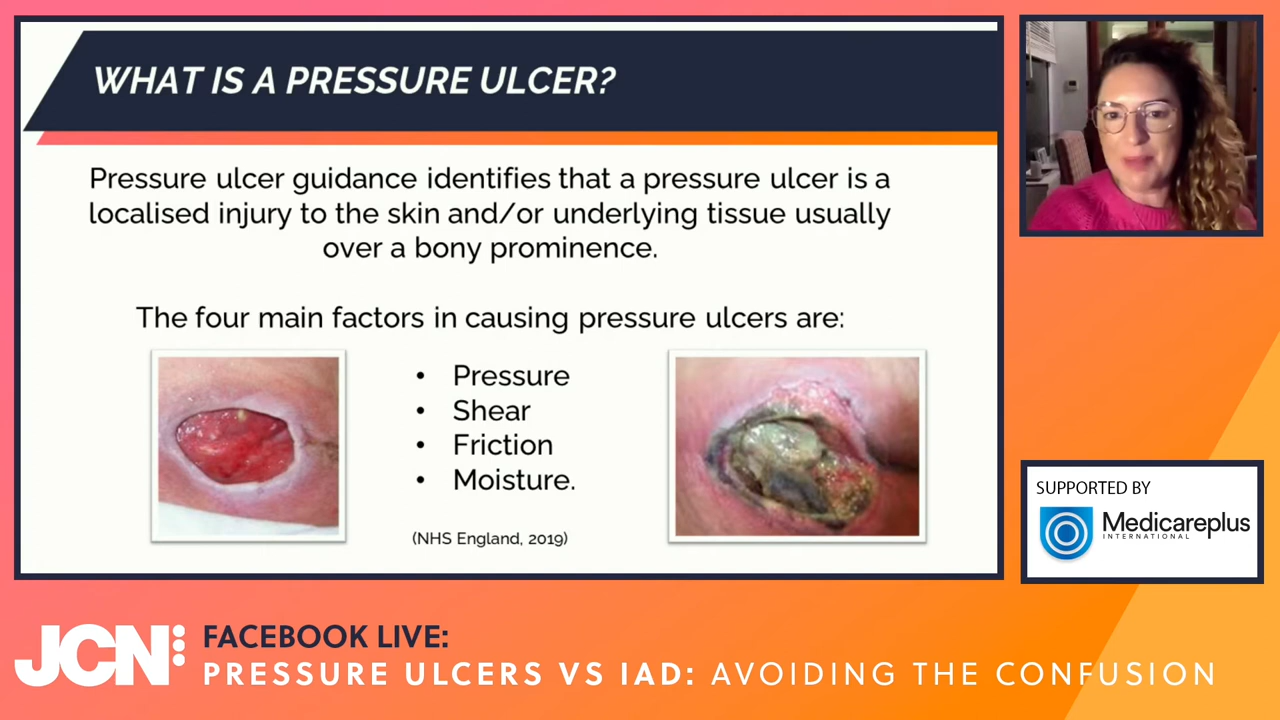 WHAT IS A PRESSURE ULCER?
Pressure ulcer guidance identifies that a pressure ulcer is a
localised injury to the skin and/or underlying tissue usually
over a bony prominence.
The four main factors in causing pressure ulcers are:
• Pressure
• Shear
• Friction
• Moisture.
(NHS England, 2019)
SUPPORTED BY
Medicareplus
INTERNATIONAL
JCN
FACEBOOK LIVE:
PRESSURE ULCERS VS IAD: AVOIDING THE CONFUSION